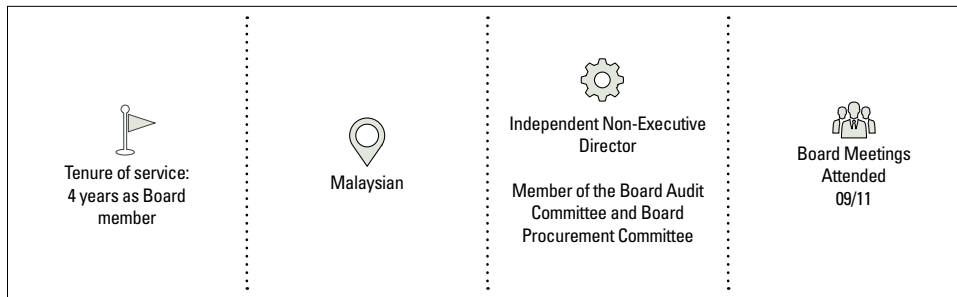 Tenure of service:
4 years as Board
member
Malaysian
Independent Non-Executive
Director
Member of the Board Audit
Committee and Board
Procurement Committee
Board Meetings
Attended
09/11